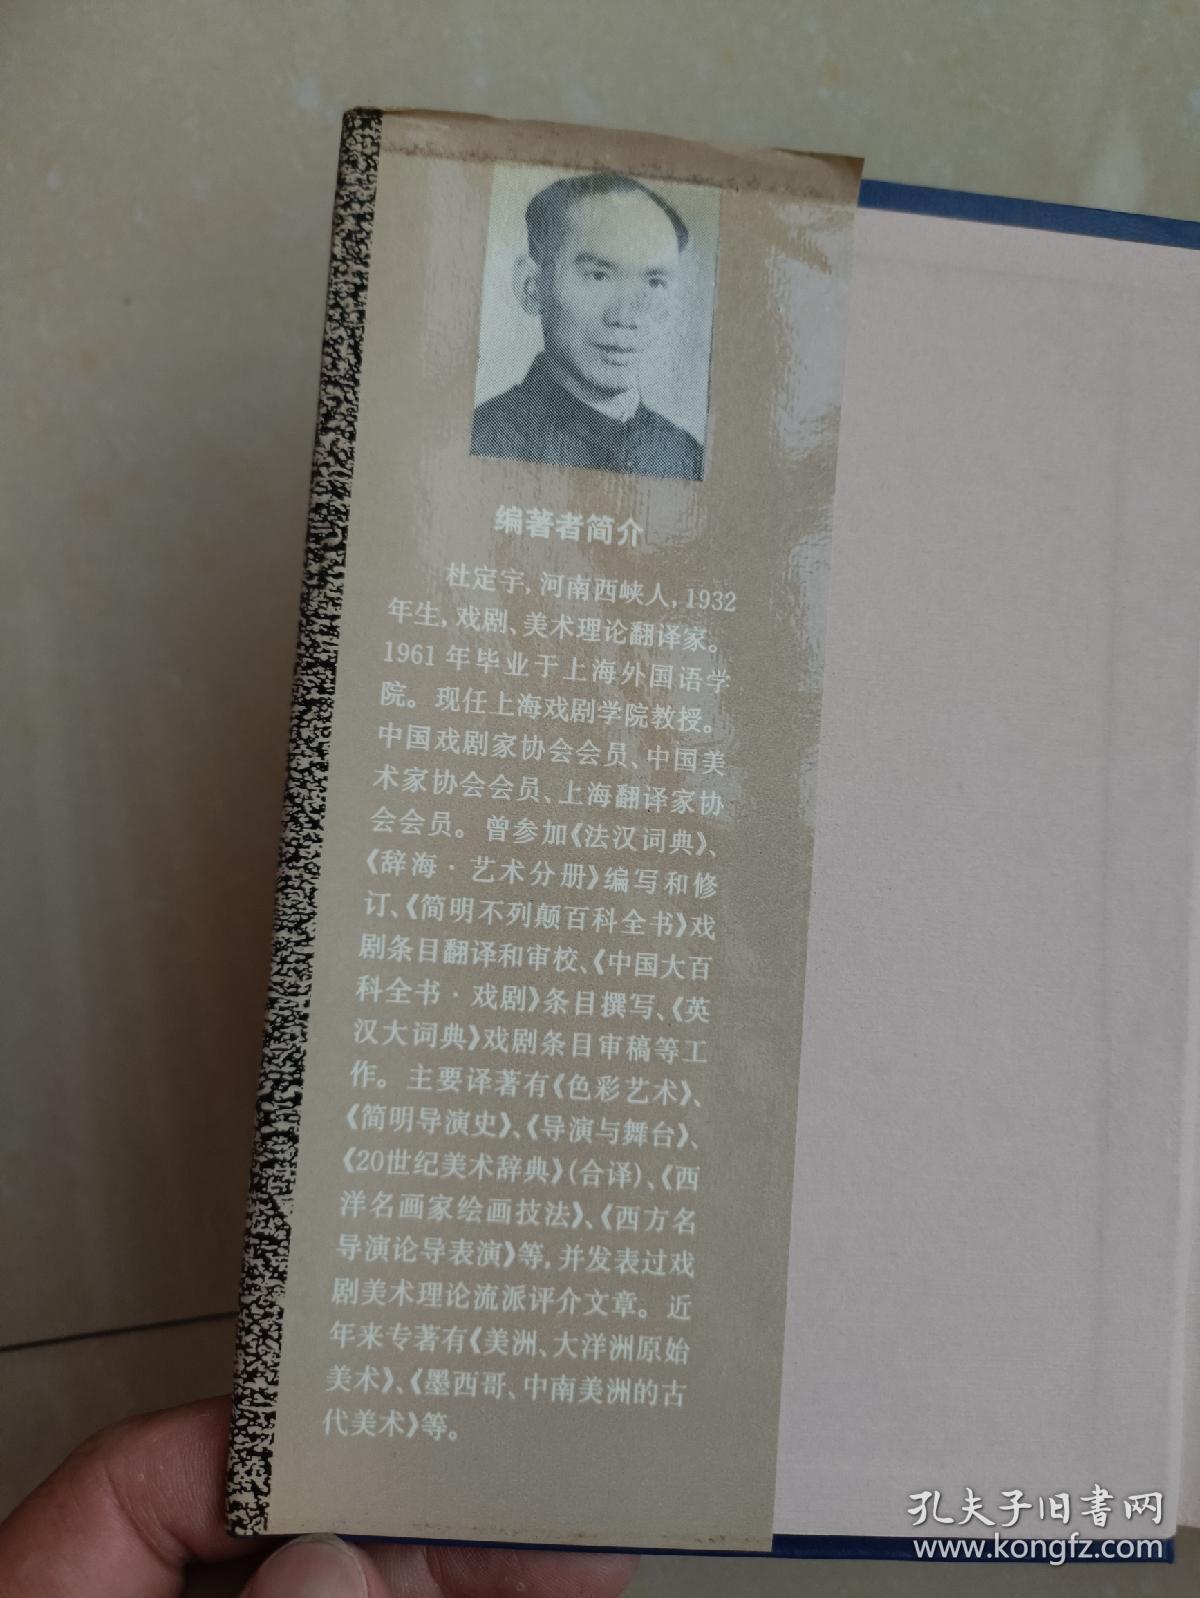 编著者简介
杜定宇,河南西峡人,1932
年生,戏剧、美术理论翻译家。
1961年毕业于上海外国语学
院。现任上海戏剧学院教授。
中国戏剧家协会会员、中国美
术家协会会员、上海翻译家协
会会员。曾参加《法汉词典》、
《辞海·艺术分册》编写和修
订、《简明不列颠百科全书》戏
剧条目翻译和审校、《中国大百
科全书·戏剧》条目撰写、《英
汉大词典》戏剧条目审稿等工
作。主要译著有《色彩艺术》、
《简明导演史》、《导演与舞台》、
《20世纪美术辞典》(合译)、《西
洋名画家绘画技法》、《西方名
导演论导表演》等,并发表过戏
剧美术理论流派评介文章。近
年来专著有《美洲、大洋洲原始
美术》、《墨西哥、中南美洲的古
代美术》等。
孔夫子旧書网
www.kongfz.com